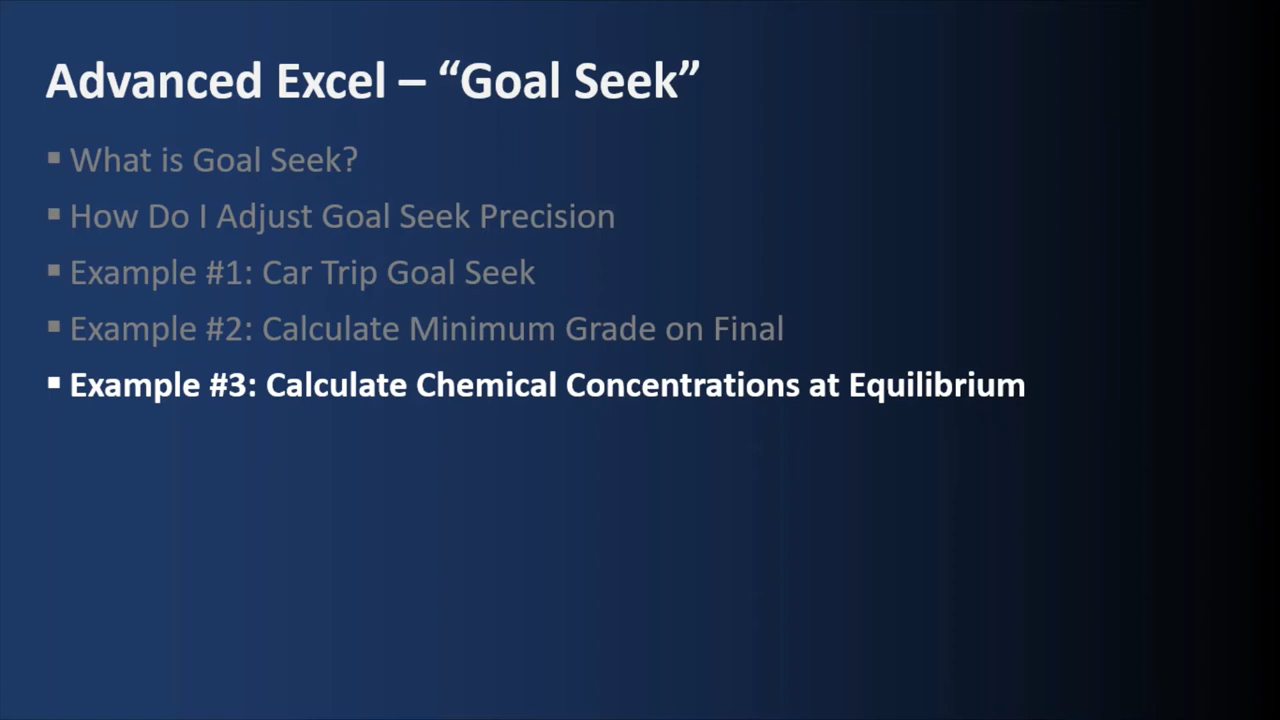 Advanced Excel – “Goal Seek”
▪ What is Goal Seek?
▪ How Do I Adjust Goal Seek Precision
▪ Example #1: Car Trip Goal Seek
▪ Example #2: Calculate Minimum Grade on Final
▪ Example #3: Calculate Chemical Concentrations at Equilibrium